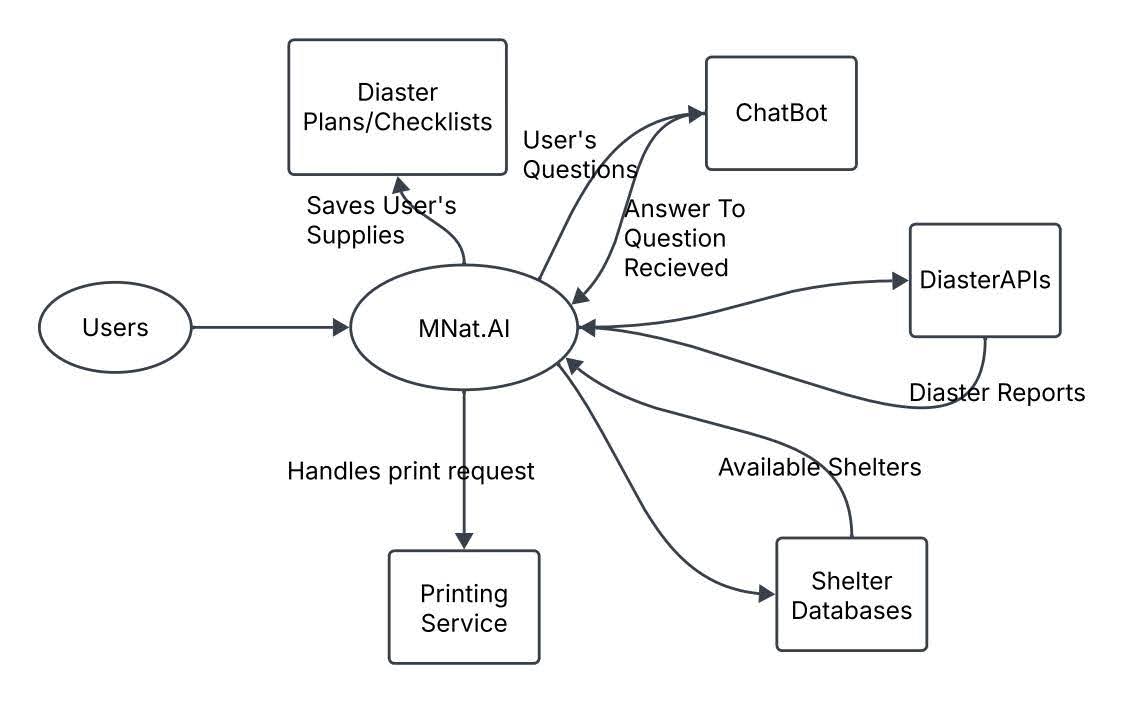 Diaster
Plans/Checklists
ChatBot
User's
Questions
Saves User's
Supplies
Answer To
Question
Recieved
DiasterAPIs
Users
MNat.AI
Diaster Reports
Handles print request
Available Shelters
Printing
Service
Shelter
Databases